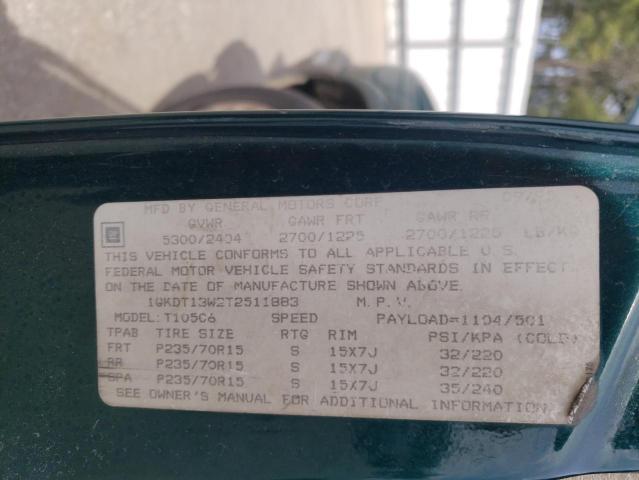 MFD BY GENERAL MOTORS CORP
GVWR GAWR FRT GAWR RR
5300/2404 2700/1225 2700/1225 LB/KG
THIS VEHICLE CONFORMS TO ALL APPLICABLE U.S.
FEDERAL MOTOR VEHICLE SAFETY STANDARDS IN EFFECT
ON THE DATE OF MANUFACTURE SHOWN ABOVE.
1GKDT13W2T2511883 M.P.V.
MODEL: T10506 SPEED PAYLOAD=1104/501
TPAB TIRE SIZE RTG RIM PSI/KPA (COLD)
FRT P235/70R15 S 15X7J 32/220
RR P235/70R15 S 15X7J 32/220
SPA P235/70R15 S 15X7J 35/240
SEE OWNER'S MANUAL FOR ADDITIONAL INFORMATION